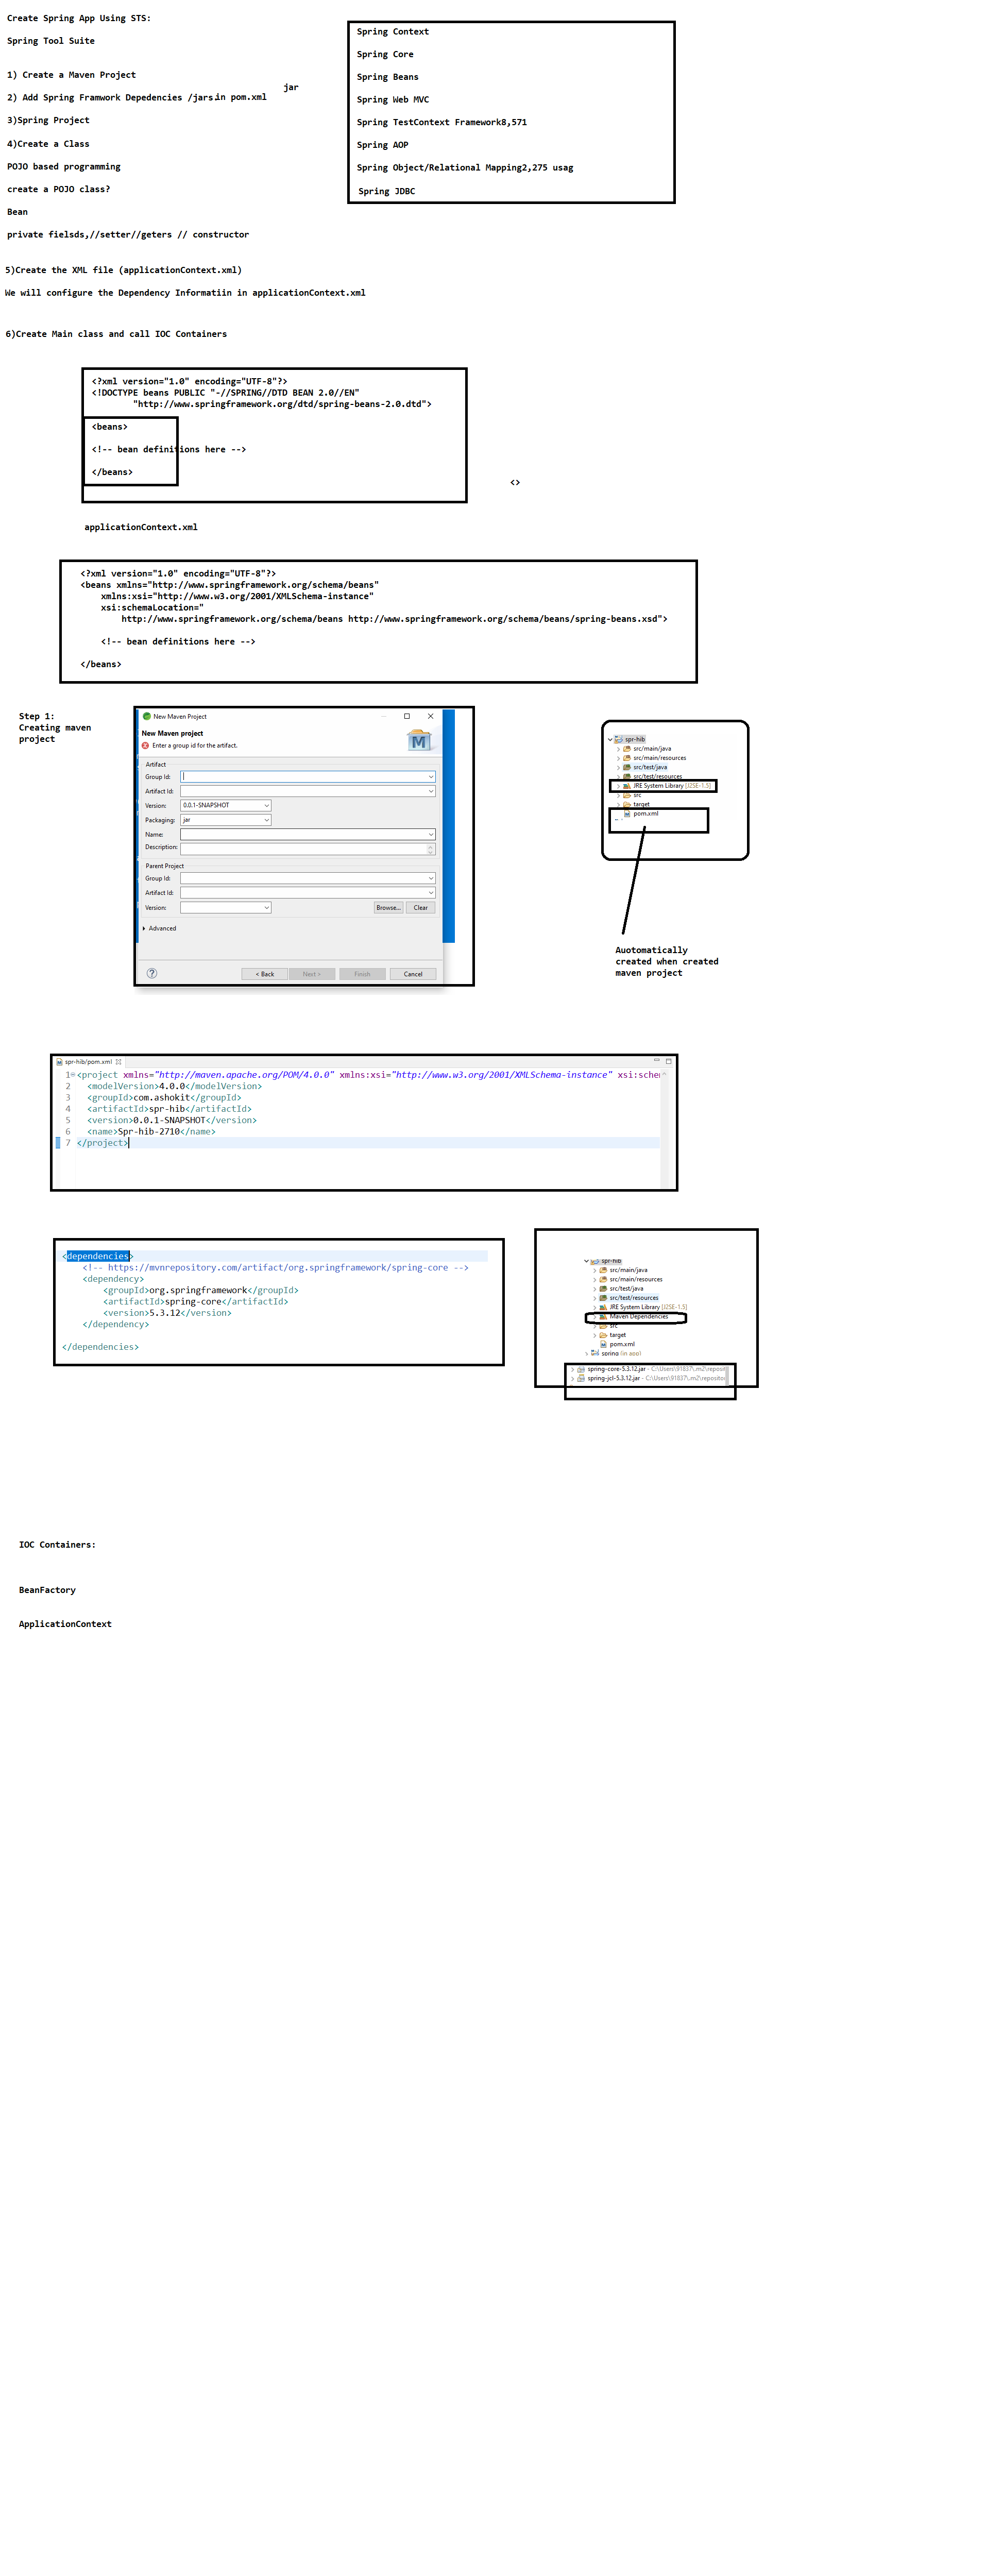 Create Spring App Using STS:
Spring Tool Suite
1) Create a Maven Project
jar
2) Add Spring Framwork Depedencies /jars.in pom.xml
3)Spring Project
4)Create a Class
POJO based programming
create a POJO class?
Bean
private fielsds,//setter//geters // constructor
Spring Context
Spring Core
Spring Beans
Spring Web MVC
Spring TestContext Framework8,571
Spring AOP
Spring Object/Relational Mapping2,275 usag
Spring JDBC
5)Create the XML file (applicationContext.xml)
We will configure the Dependency Informatiin in applicationContext.xml
6)Create Main class and call IOC Containers
<?xml version="1.0" encoding="UTF-8"?>
<!DOCTYPE beans PUBLIC "-//SPRING//DTD BEAN 2.0//EN"
"http://www.springframework.org/dtd/spring-beans-2.0.dtd">
<beans>
<!-- bean definitions here -->
</beans>
<>
applicationContext.xml
<?xml version="1.0" encoding="UTF-8"?>
<beans xmlns="http://www.springframework.org/schema/beans"
xmlns:xsi="http://www.w3.org/2001/XMLSchema-instance"
xsi:schemaLocation="
http://www.springframework.org/schema/beans http://www.springframework.org/schema/beans/spring-beans.xsd">
<!-- bean definitions here -->
</beans>
Step 1:
Creating maven
project
New Maven Project
New Maven project
Enter a group id for the artifact.
Artifact
Group Id:
Artifact Id:
Version: 0.0.1-SNAPSHOT
Packaging: jar
Name:
Description:
Parent Project
Group Id:
Artifact Id:
Version:
Browse... Clear
Advanced
< Back Next > Finish Cancel
spr-hib
src/main/java
src/main/resources
src/test/java
src/test/resources
JRE System Library [J2SE-1.5]
src
target
pom.xml
Auotomatically
created when created
maven project
spr-hib/pom.xml
1 <project xmlns="http://maven.apache.org/POM/4.0.0" xmlns:xsi="http://www.w3.org/2001/XMLSchema-instance" xsi:sche
2 <modelVersion>4.0.0</modelVersion>
3 <groupId>com.ashokit</groupId>
4 <artifactId>spr-hib</artifactId>
5 <version>0.0.1-SNAPSHOT</version>
6 <name>Spr-hib-2710</name>
7 </project>
<dependencies>
<!-- https://mvnrepository.com/artifact/org.springframework/spring-core -->
<dependency>
<groupId>org.springframework</groupId>
<artifactId>spring-core</artifactId>
<version>5.3.12</version>
</dependency>
</dependencies>
spr-hib
src/main/java
src/main/resources
src/test/java
src/test/resources
JRE System Library [J2SE-1.5]
Maven Dependencies
src
target
pom.xml
spring (in app)
spring-core-5.3.12.jar - C:\Users\91837\.m2\reposit
spring-jcl-5.3.12.jar - C:\Users\91837\.m2\repositor
IOC Containers:
BeanFactory
ApplicationContext